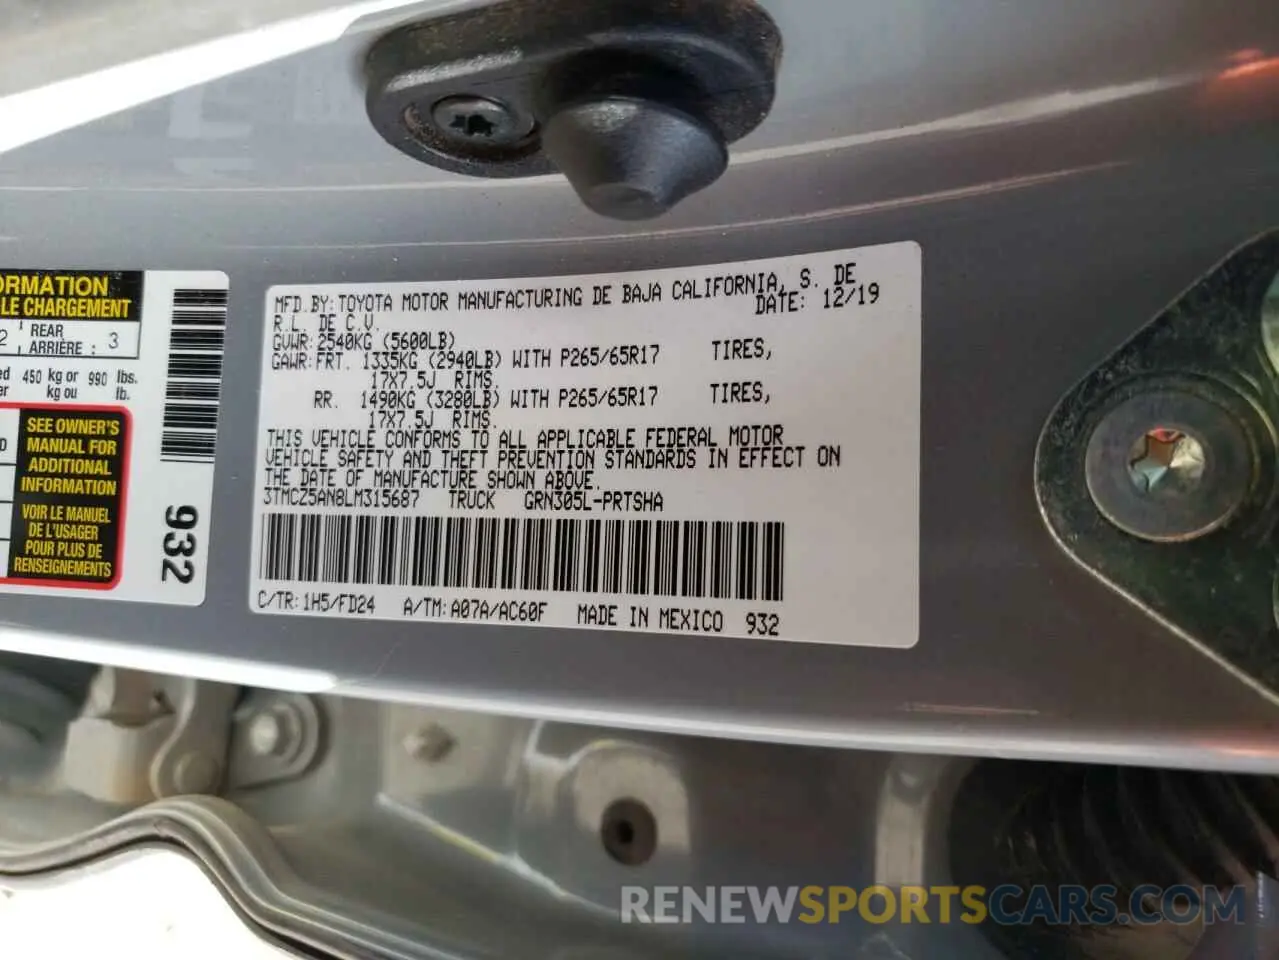 ORMATION
LE CHARGEMENT
2 REAR
ARRIÈRE : 3
450 kg or 990 lbs.
kg ou lb.
SEE OWNER'S
MANUAL FOR
ADDITIONAL
INFORMATION
VOIR LE MANUEL
DE L'USAGER
POUR PLUS DE
RENSEIGNEMENTS
932
MFD.BY:TOYOTA MOTOR MANUFACTURING DE BAJA CALIFORNIA, S. DE
R.L. DE C.V. DATE: 12/19
GVWR:2540KG (5600LB)
GAWR:FRT. 1335KG (2940LB) WITH P265/65R17 TIRES,
17X7.5J RIMS.
RR. 1490KG (3280LB) WITH P265/65R17 TIRES,
17X7.5J RIMS.
THIS VEHICLE CONFORMS TO ALL APPLICABLE FEDERAL MOTOR
VEHICLE SAFETY AND THEFT PREVENTION STANDARDS IN EFFECT ON
THE DATE OF MANUFACTURE SHOWN ABOVE.
3TMCZ5AN8LM315687 TRUCK GRN305L-PRTSHA
C/TR:1H5/FD24 A/TM:A07A/AC60F MADE IN MEXICO 932
RENEWSPORTSCARS.COM